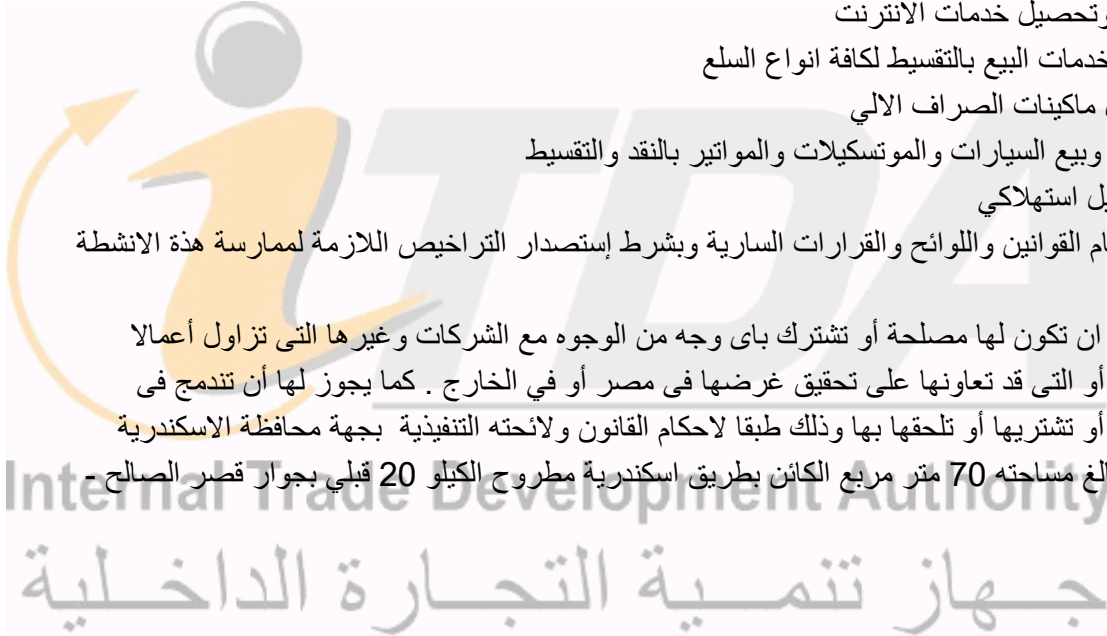 وتحصيل خدمات الانترنت
خدمات البيع بالتقسيط لكافة انواع السلع
ماكينات الصراف الالي
وبيع السيارات والموتسكيلات والمواتير بالنقد والتقسيط
استهلاكي
القوانين واللوائح والقرارات السارية وبشرط إستصدار التراخيص اللازمة لممارسة هذة الانشطة
ان تكون لها مصلحة أو تشترك باى وجه من الوجوه مع الشركات وغيرها التى تزاول أعمالا
أو التى قد تعاونها على تحقيق غرضها فى مصر أو في الخارج . كما يجوز لها أن تندمج فى
أو تشتريها أو تلحقها بها وذلك طبقا لاحكام القانون ولائحته التنفيذية بجهة محافظة الاسكندرية
مساحته 70 متر مربع الكائن بطريق اسكندرية مطروح الكيلو 20 قبلي بجوار قصر الصالح -
iTDA
Internal Trade Development Authority
جهاز تنمية التجارة الداخلية